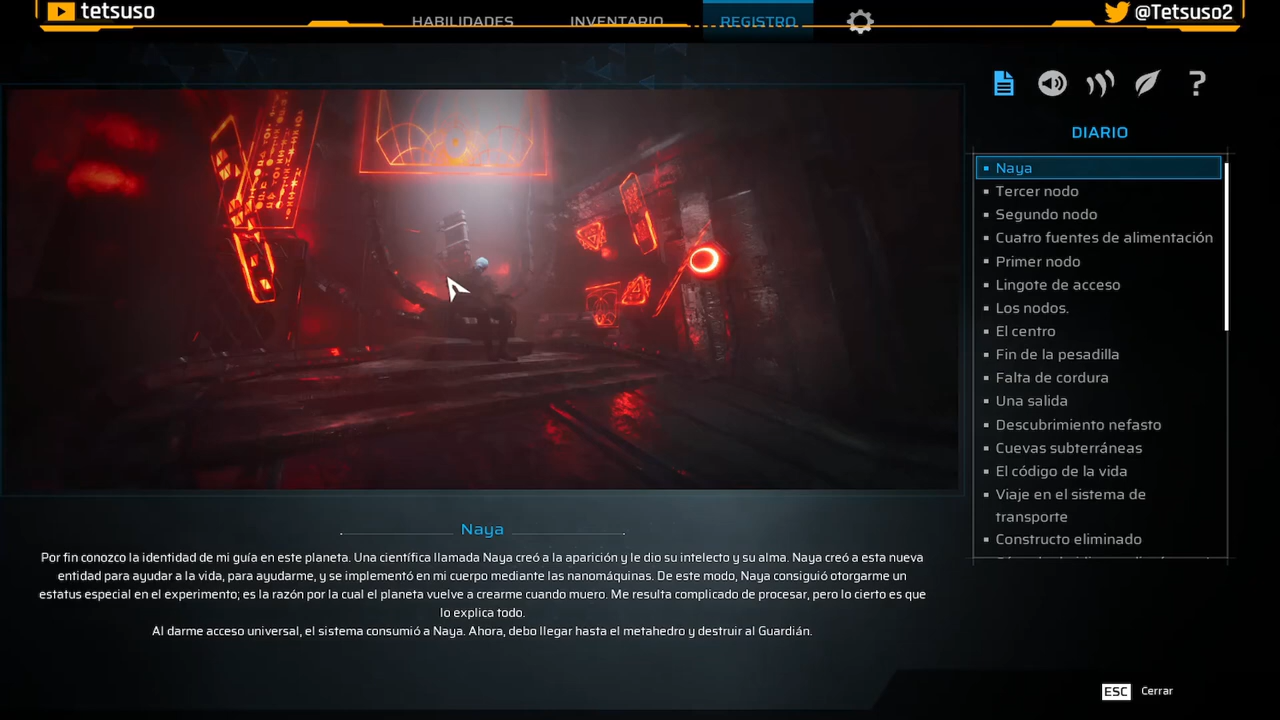 tetsuso
HABILIDADES
INVENTARIO
REGISTRO
@Tetsuso2
?
DIARIO
Naya
Tercer nodo
Segundo nodo
Cuatro fuentes de alimentación
Primer nodo
Lingote de acceso
Los nodos.
El centro
Fin de la pesadilla
Falta de cordura
Una salida
Descubrimiento nefasto
Cuevas subterráneas
El código de la vida
Viaje en el sistema de
transporte
Constructo eliminado
Naya
Por fin conozco la identidad de mi guía en este planeta. Una científica llamada Naya creó a la aparición y le dio su intelecto y su alma. Naya creó a esta nueva
entidad para ayudar a la vida, para ayudarme, y se implementó en mi cuerpo mediante las nanomáquinas. De este modo, Naya consiguió otorgarme un
estatus especial en el experimento; es la razón por la cual el planeta vuelve a crearme cuando muero. Me resulta complicado de procesar, pero lo cierto es que
lo explica todo.
Al darme acceso universal, el sistema consumió a Naya. Ahora, debo llegar hasta el metahedro y destruir al Guardián.
ESC Cerrar